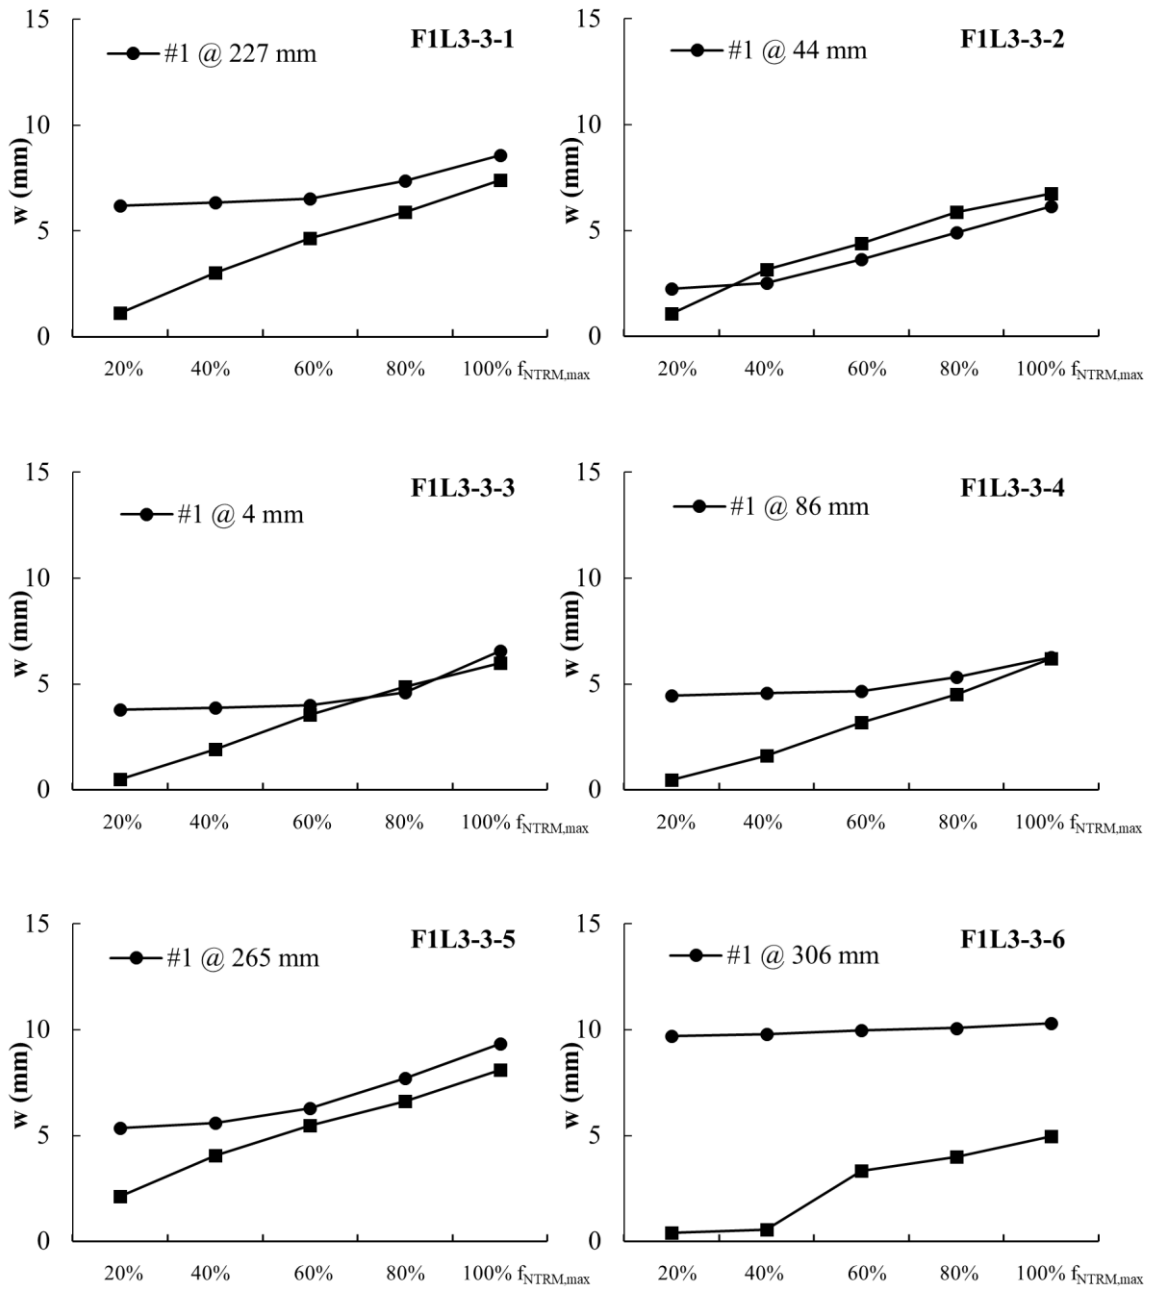 15
10
5
0
w (mm)
#1 @ 227 mm
F1L3-3-1
20% 40% 60% 80% 100% fNTRM,max
15
10
5
0
w (mm)
#1 @ 44 mm
F1L3-3-2
20% 40% 60% 80% 100% fNTRM,max
15
10
5
0
w (mm)
#1 @ 4 mm
F1L3-3-3
20% 40% 60% 80% 100% fNTRM,max
15
10
5
0
w (mm)
#1 @ 86 mm
F1L3-3-4
20% 40% 60% 80% 100% fNTRM,max
15
10
5
0
w (mm)
#1 @ 265 mm
F1L3-3-5
20% 40% 60% 80% 100% fNTRM,max
15
10
5
0
w (mm)
#1 @ 306 mm
F1L3-3-6
20% 40% 60% 80% 100% fNTRM,max